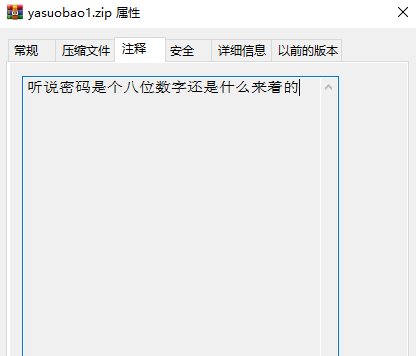 yasuobao1.zip 属性
常规 压缩文件 注释 安全 详细信息 以前的版本
听说密码是个八位数字还是什么来着的